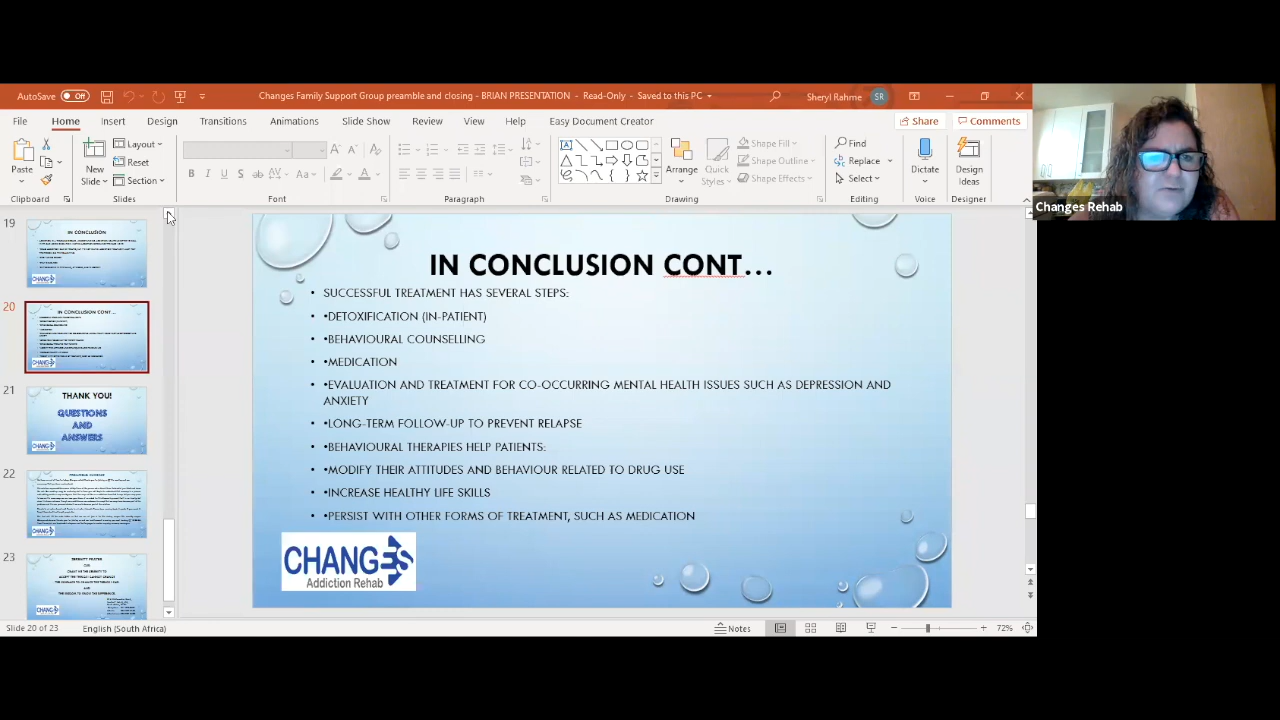 AutoSave Off
Changes Family Support Group preamble and closing - BRIAN PRESENTATION - Read-Only - Saved to this PC
Sheryl Rahme SR
File Home Insert Design Transitions Animations Slide Show Review View Help Easy Document Creator Share Comments
Paste
New Slide
Layout
Reset
Section
B I U S ab AV Aa A
Arrange
Quick Styles
Shape Fill
Shape Outline
Shape Effects
Find
Replace
Select
Dictate
Design Ideas
Clipboard Slides Font Paragraph Drawing Editing Voice Designer
Changes Rehab
19
IN CONCLUSION
20
IN CONCLUSION CONT...
21
THANK YOU!
QUESTIONS
AND
ANSWERS
22
23
SERENITY PRAYER
IN CONCLUSION CONT...
• SUCCESSFUL TREATMENT HAS SEVERAL STEPS:
• •DETOXIFICATION (IN-PATIENT)
• •BEHAVIOURAL COUNSELLING
• •MEDICATION
• •EVALUATION AND TREATMENT FOR CO-OCCURRING MENTAL HEALTH ISSUES SUCH AS DEPRESSION AND
ANXIETY
• •LONG-TERM FOLLOW-UP TO PREVENT RELAPSE
• •BEHAVIOURAL THERAPIES HELP PATIENTS:
• •MODIFY THEIR ATTITUDES AND BEHAVIOUR RELATED TO DRUG USE
• •INCREASE HEALTHY LIFE SKILLS
• •PERSIST WITH OTHER FORMS OF TREATMENT, SUCH AS MEDICATION
CHANGES
Addiction Rehab
Slide 20 of 23 English (South Africa) Notes 72%